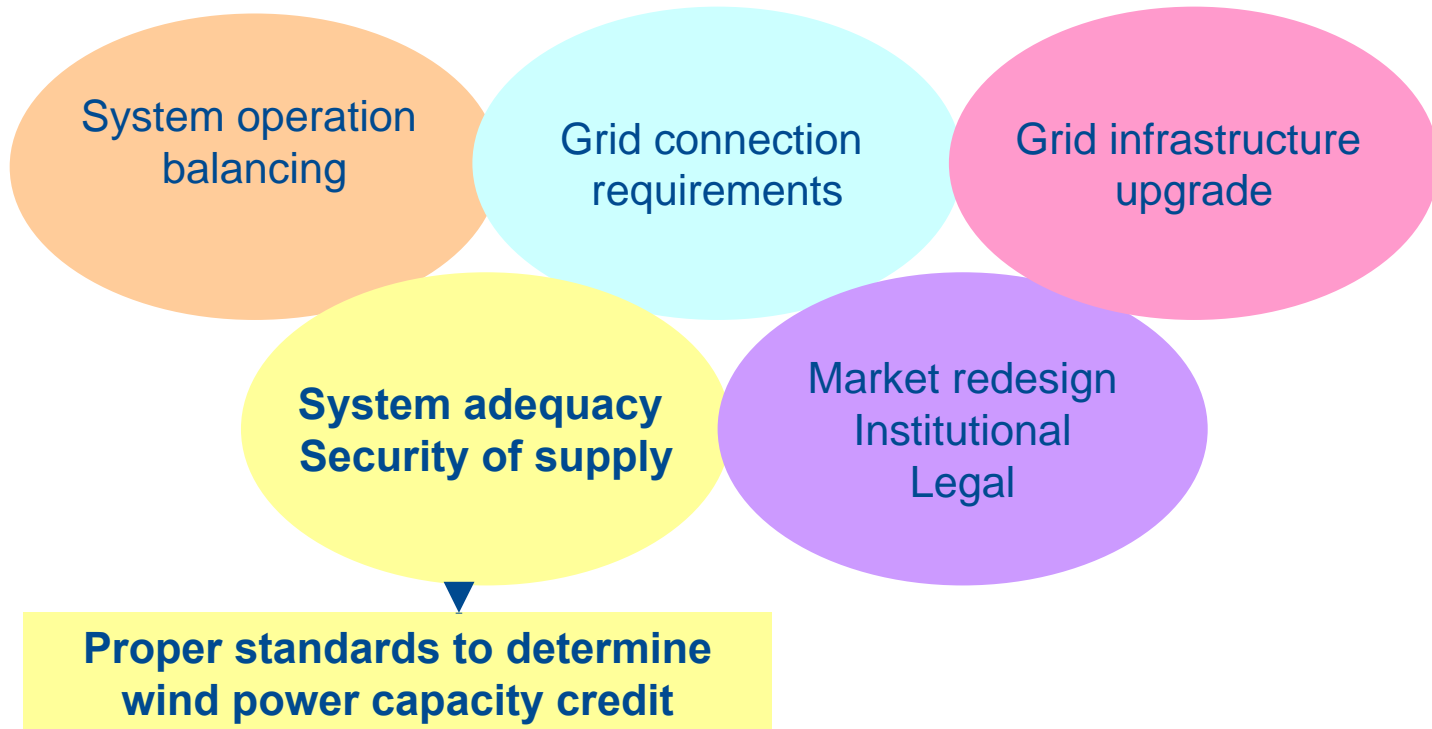 System operation
balancing
Grid connection
requirements
Grid infrastructure
upgrade
System adequacy
Security of supply
Market redesign
Institutional
Legal
Proper standards to determine
wind power capacity credit